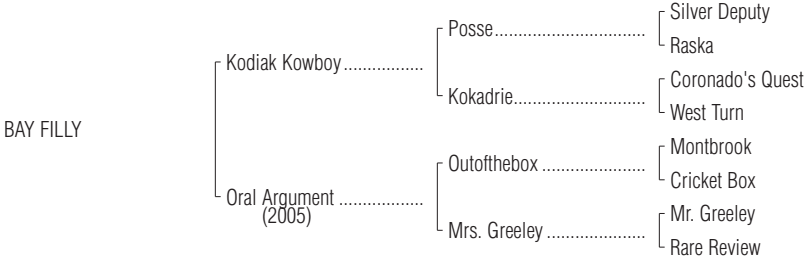 Silver Deputy
Posse..............................
Raska
Kodiak Kowboy.................
Coronado's Quest
Kokadrie..........................
West Turn
BAY FILLY
Montbrook
Outofthebox ......................
Cricket Box
Oral Argument ..................
(2005)
Mr. Greeley
Mrs. Greeley .....................
Rare Review